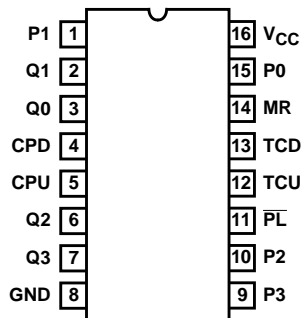 P1 1 16 VCC
Q1 2 15 P0
Q0 3 14 MR
CPD 4 13 TCD
CPU 5 12 TCU
Q2 6 11 P̅L̅
Q3 7 10 P2
GND 8 9 P3